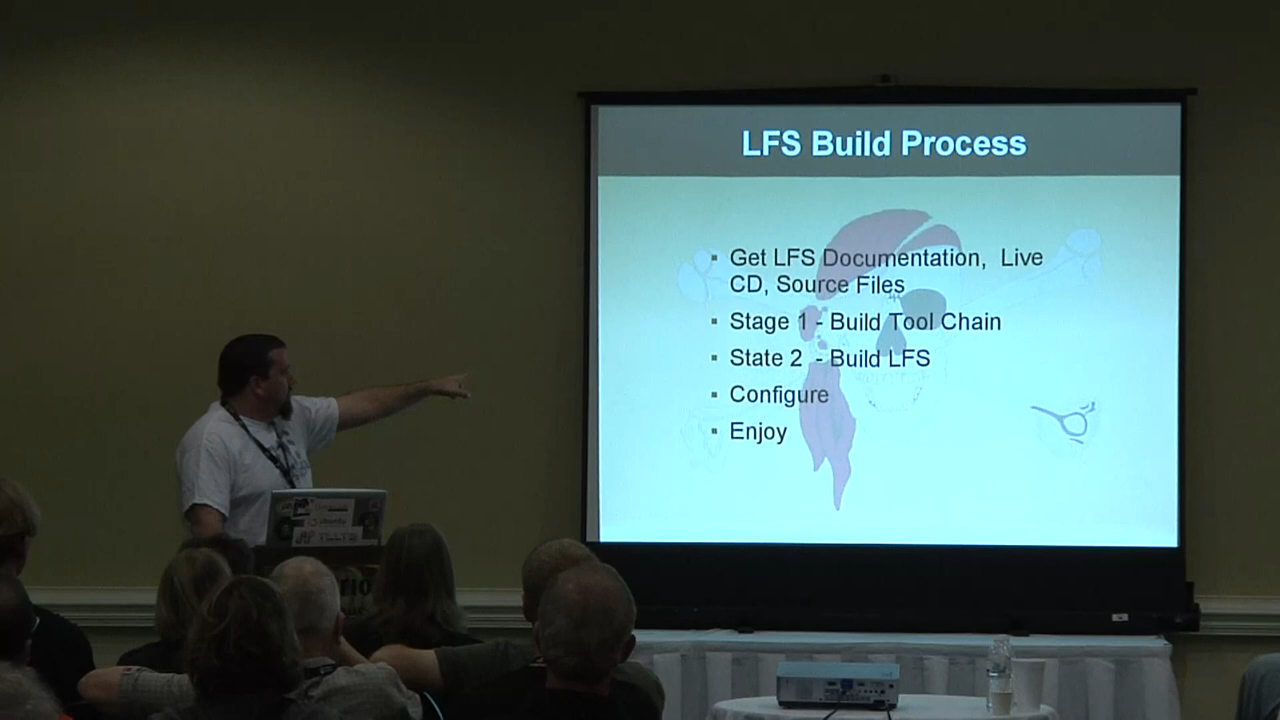 LFS Build Process
Get LFS Documentation, Live
CD, Source Files
Stage 1 - Build Tool Chain
State 2 - Build LFS
Configure
Enjoy
ubuntu